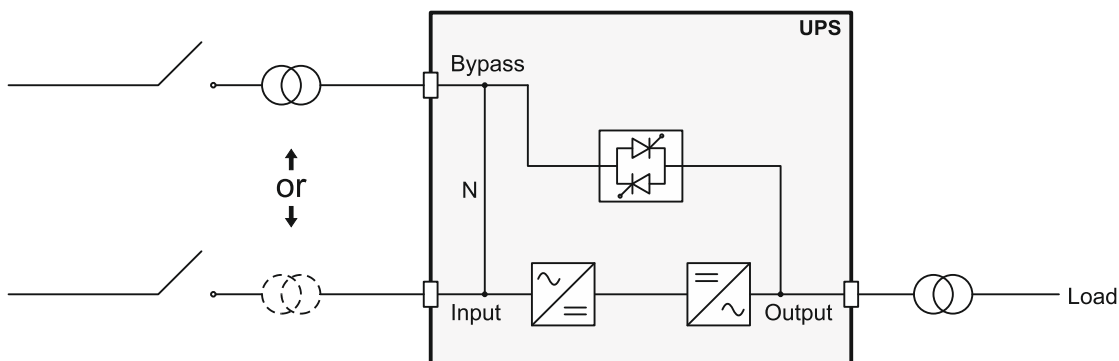 UPS
Bypass
or
N
Input
Output
Load